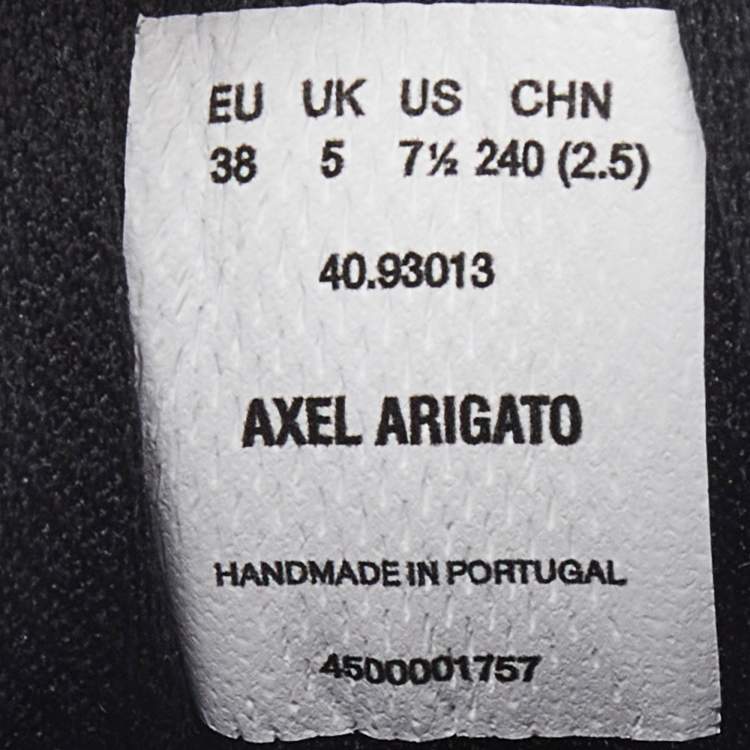 EU UK US CHN
38 5 7½ 240 (2.5)
40.93013
AXEL ARIGATO
HANDMADE IN PORTUGAL
4500001757